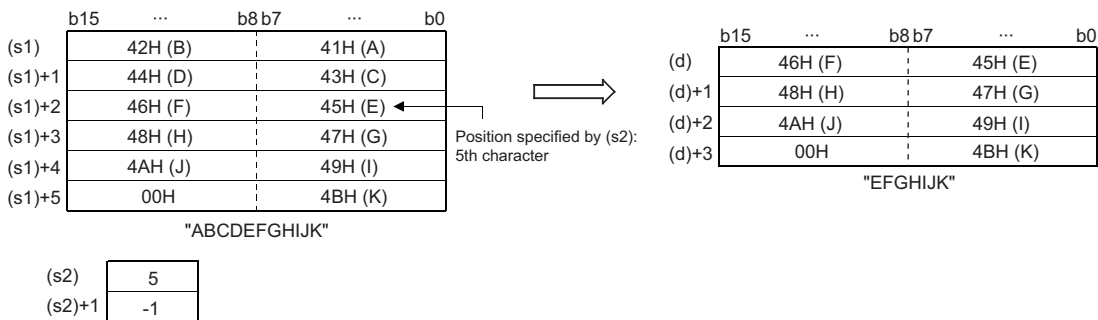 b15 ... b8 b7 ... b0
(s1) 42H (B) 41H (A)
(s1)+1 44H (D) 43H (C)
(s1)+2 46H (F) 45H (E)
(s1)+3 48H (H) 47H (G)
(s1)+4 4AH (J) 49H (I)
(s1)+5 00H 4BH (K)
"ABCDEFGHIJK"
Position specified by (s2):
5th character
b15 ... b8 b7 ... b0
(d) 46H (F) 45H (E)
(d)+1 48H (H) 47H (G)
(d)+2 4AH (J) 49H (I)
(d)+3 00H 4BH (K)
"EFGHIJK"
(s2) 5
(s2)+1 -1